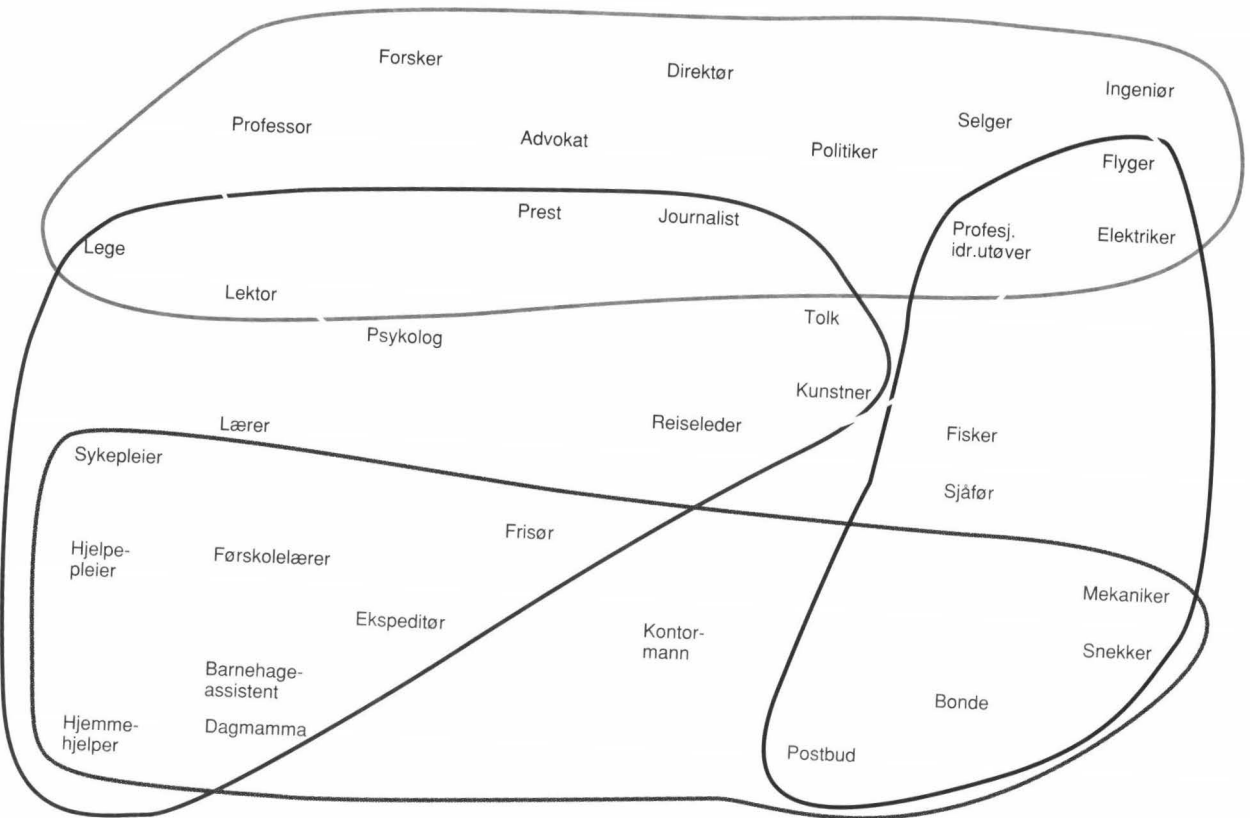 Forsker
Direktør
Ingeniør
Professor
Advokat
Politiker
Selger
Flyger
Lege
Prest
Journalist
Profesj.
idr.utøver
Elektriker
Lektor
Psykolog
Tolk
Kunstner
Lærer
Reiseleder
Fisker
Sykepleier
Sjåfør
Frisør
Hjelpe-
pleier
Førskolelærer
Mekaniker
Ekspeditør
Kontor-
mann
Snekker
Barnehage-
assistent
Bonde
Hjemme-
hjelper
Dagmamma
Postbud